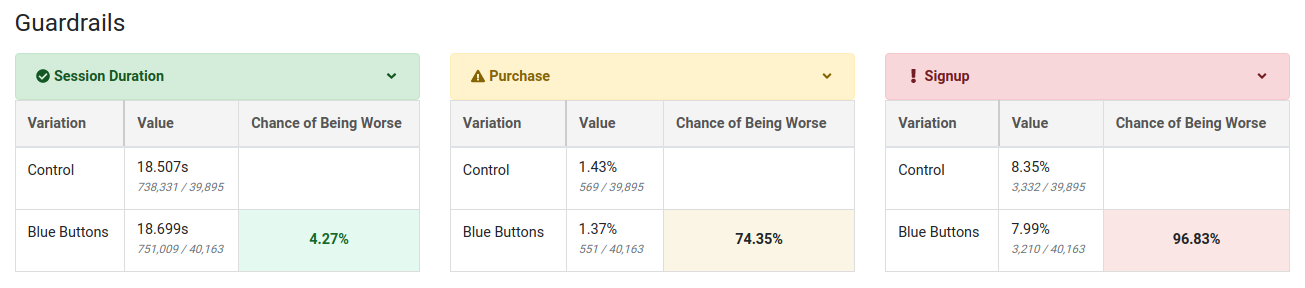 Guardrails
Session Duration
Variation Value Chance of Being Worse
Control 18.507s
738,331 / 39,895
Blue Buttons 18.699s 4.27%
751,009 / 40,163
Purchase
Variation Value Chance of Being Worse
Control 1.43%
569 / 39,895
Blue Buttons 1.37% 74.35%
551 / 40,163
Signup
Variation Value Chance of Being Worse
Control 8.35%
3,332 / 39,895
Blue Buttons 7.99% 96.83%
3,210 / 40,163